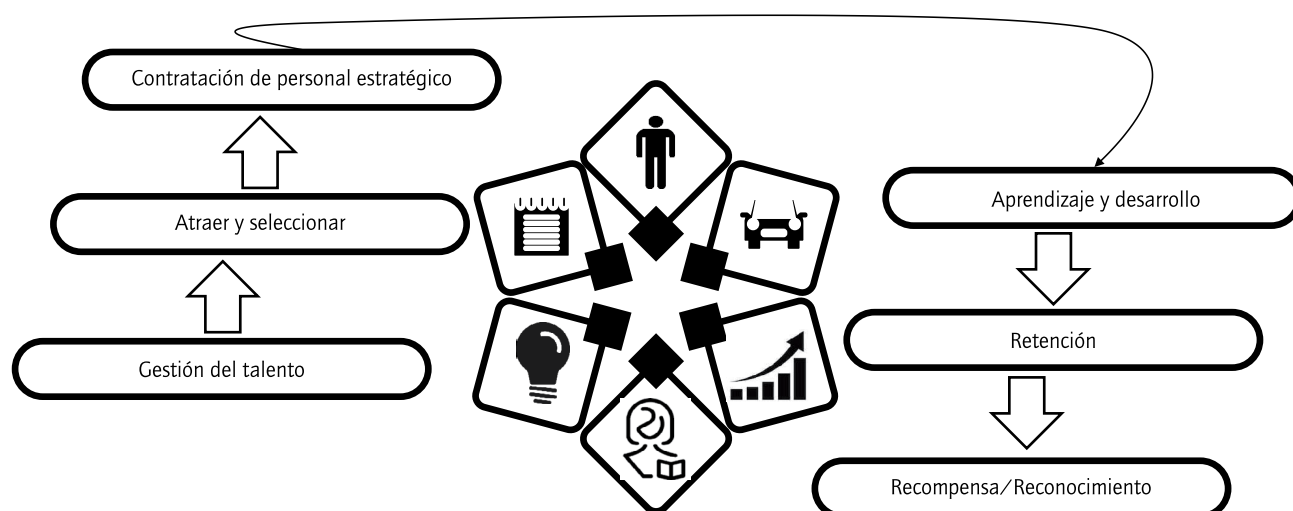 Contratación de personal estratégico
Atraer y seleccionar
Gestión del talento
Aprendizaje y desarrollo
Retención
Recompensa/Reconocimiento